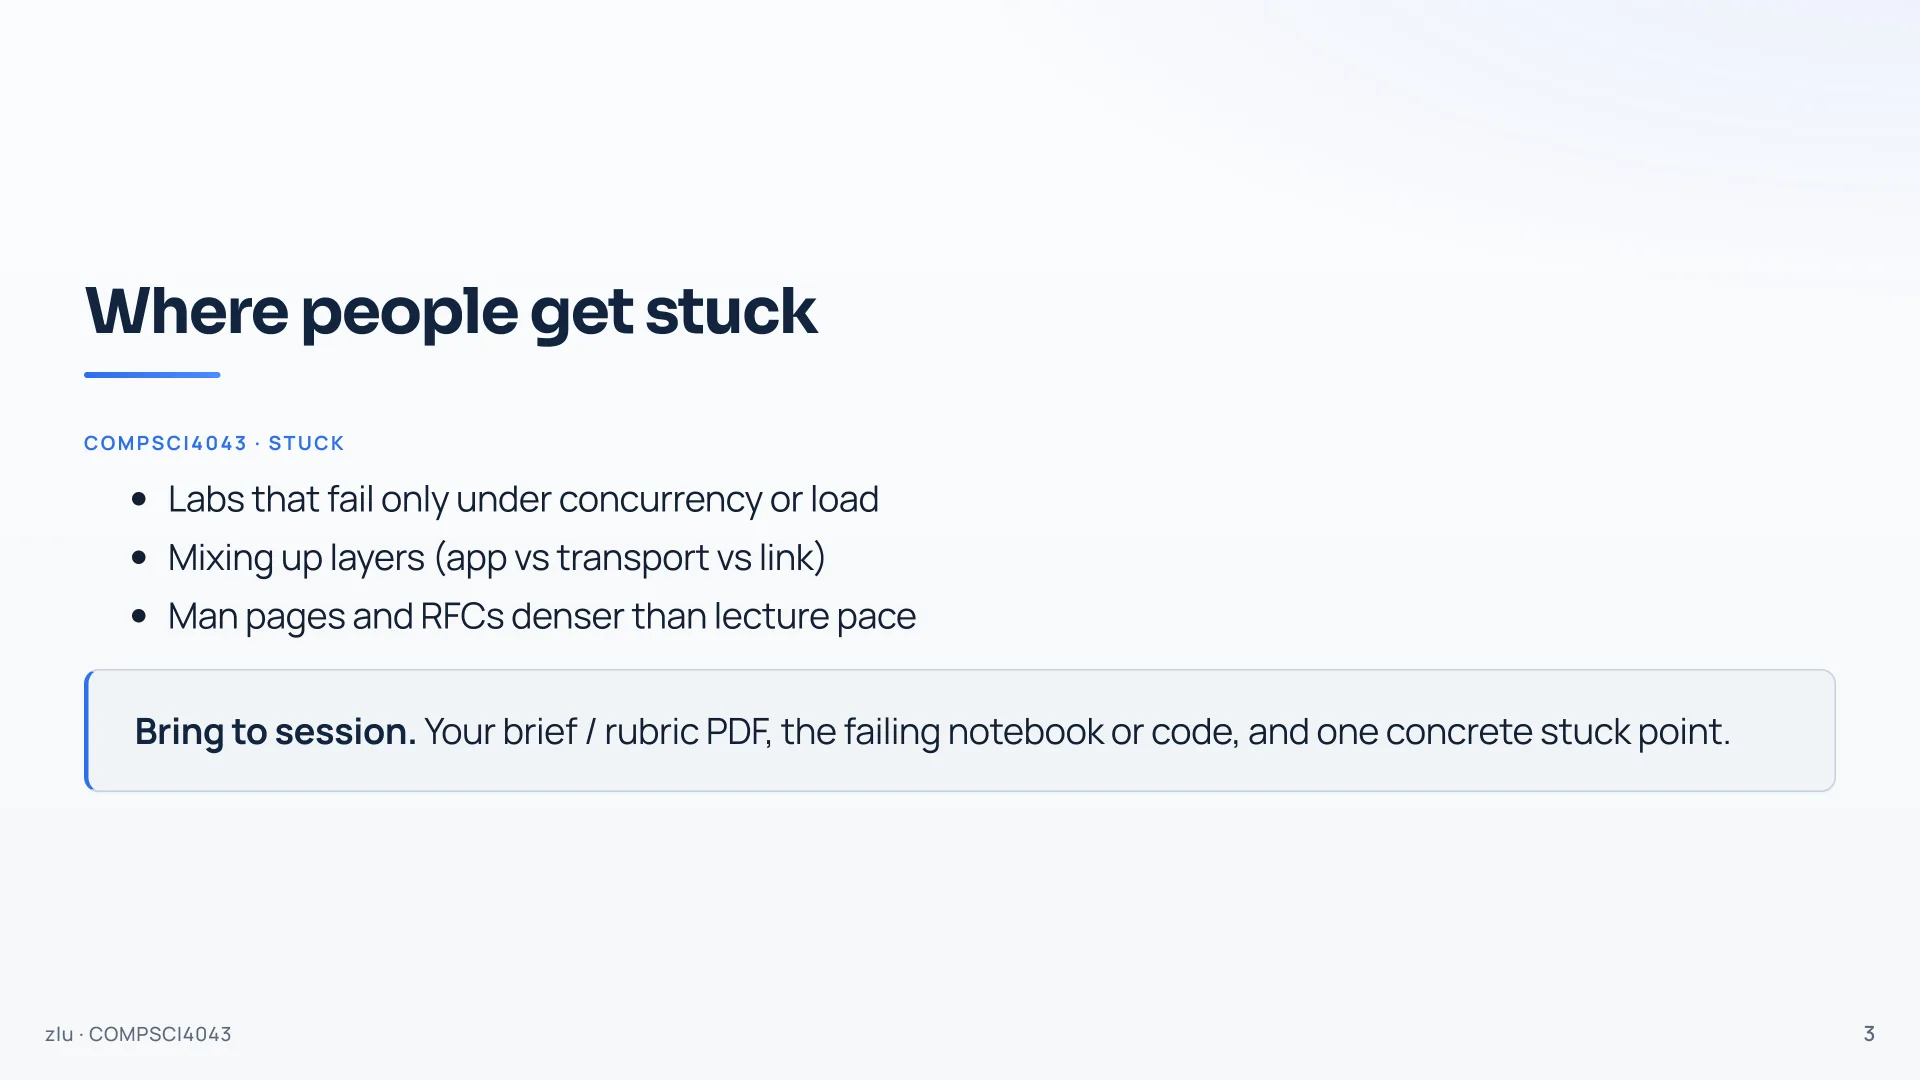 Where people get stuck
COMPSCI4043 · STUCK
• Labs that fail only under concurrency or load
• Mixing up layers (app vs transport vs link)
• Man pages and RFCs denser than lecture pace
Bring to session. Your brief / rubric PDF, the failing notebook or code, and one concrete stuck point.
zlu · COMPSCI4043
3